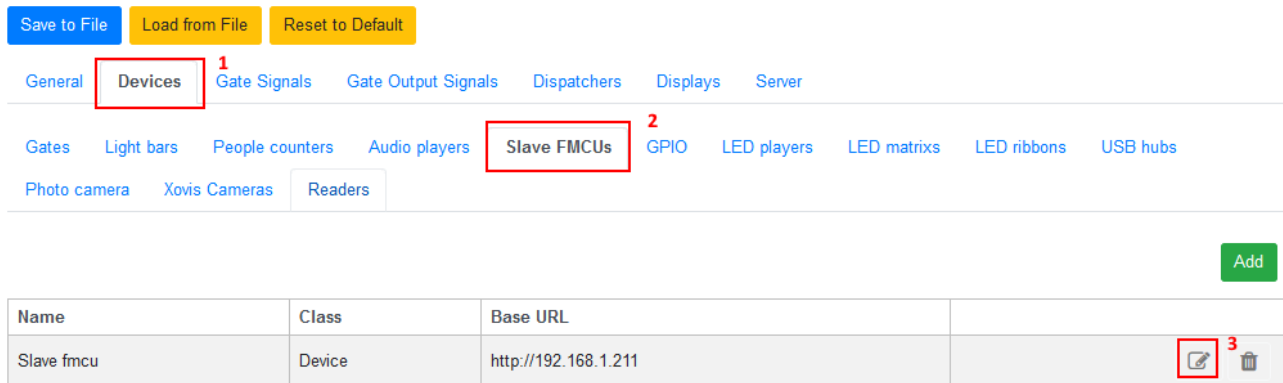 Save to File Load from File Reset to Default
1
General Devices Gate Signals Gate Output Signals Dispatchers Displays Server
2
Gates Light bars People counters Audio players Slave FMCUs GPIO LED players LED matrixs LED ribbons USB hubs
Photo camera Xovis Cameras Readers
Add
Name Class Base URL
3
Slave fmcu Device http://192.168.1.211